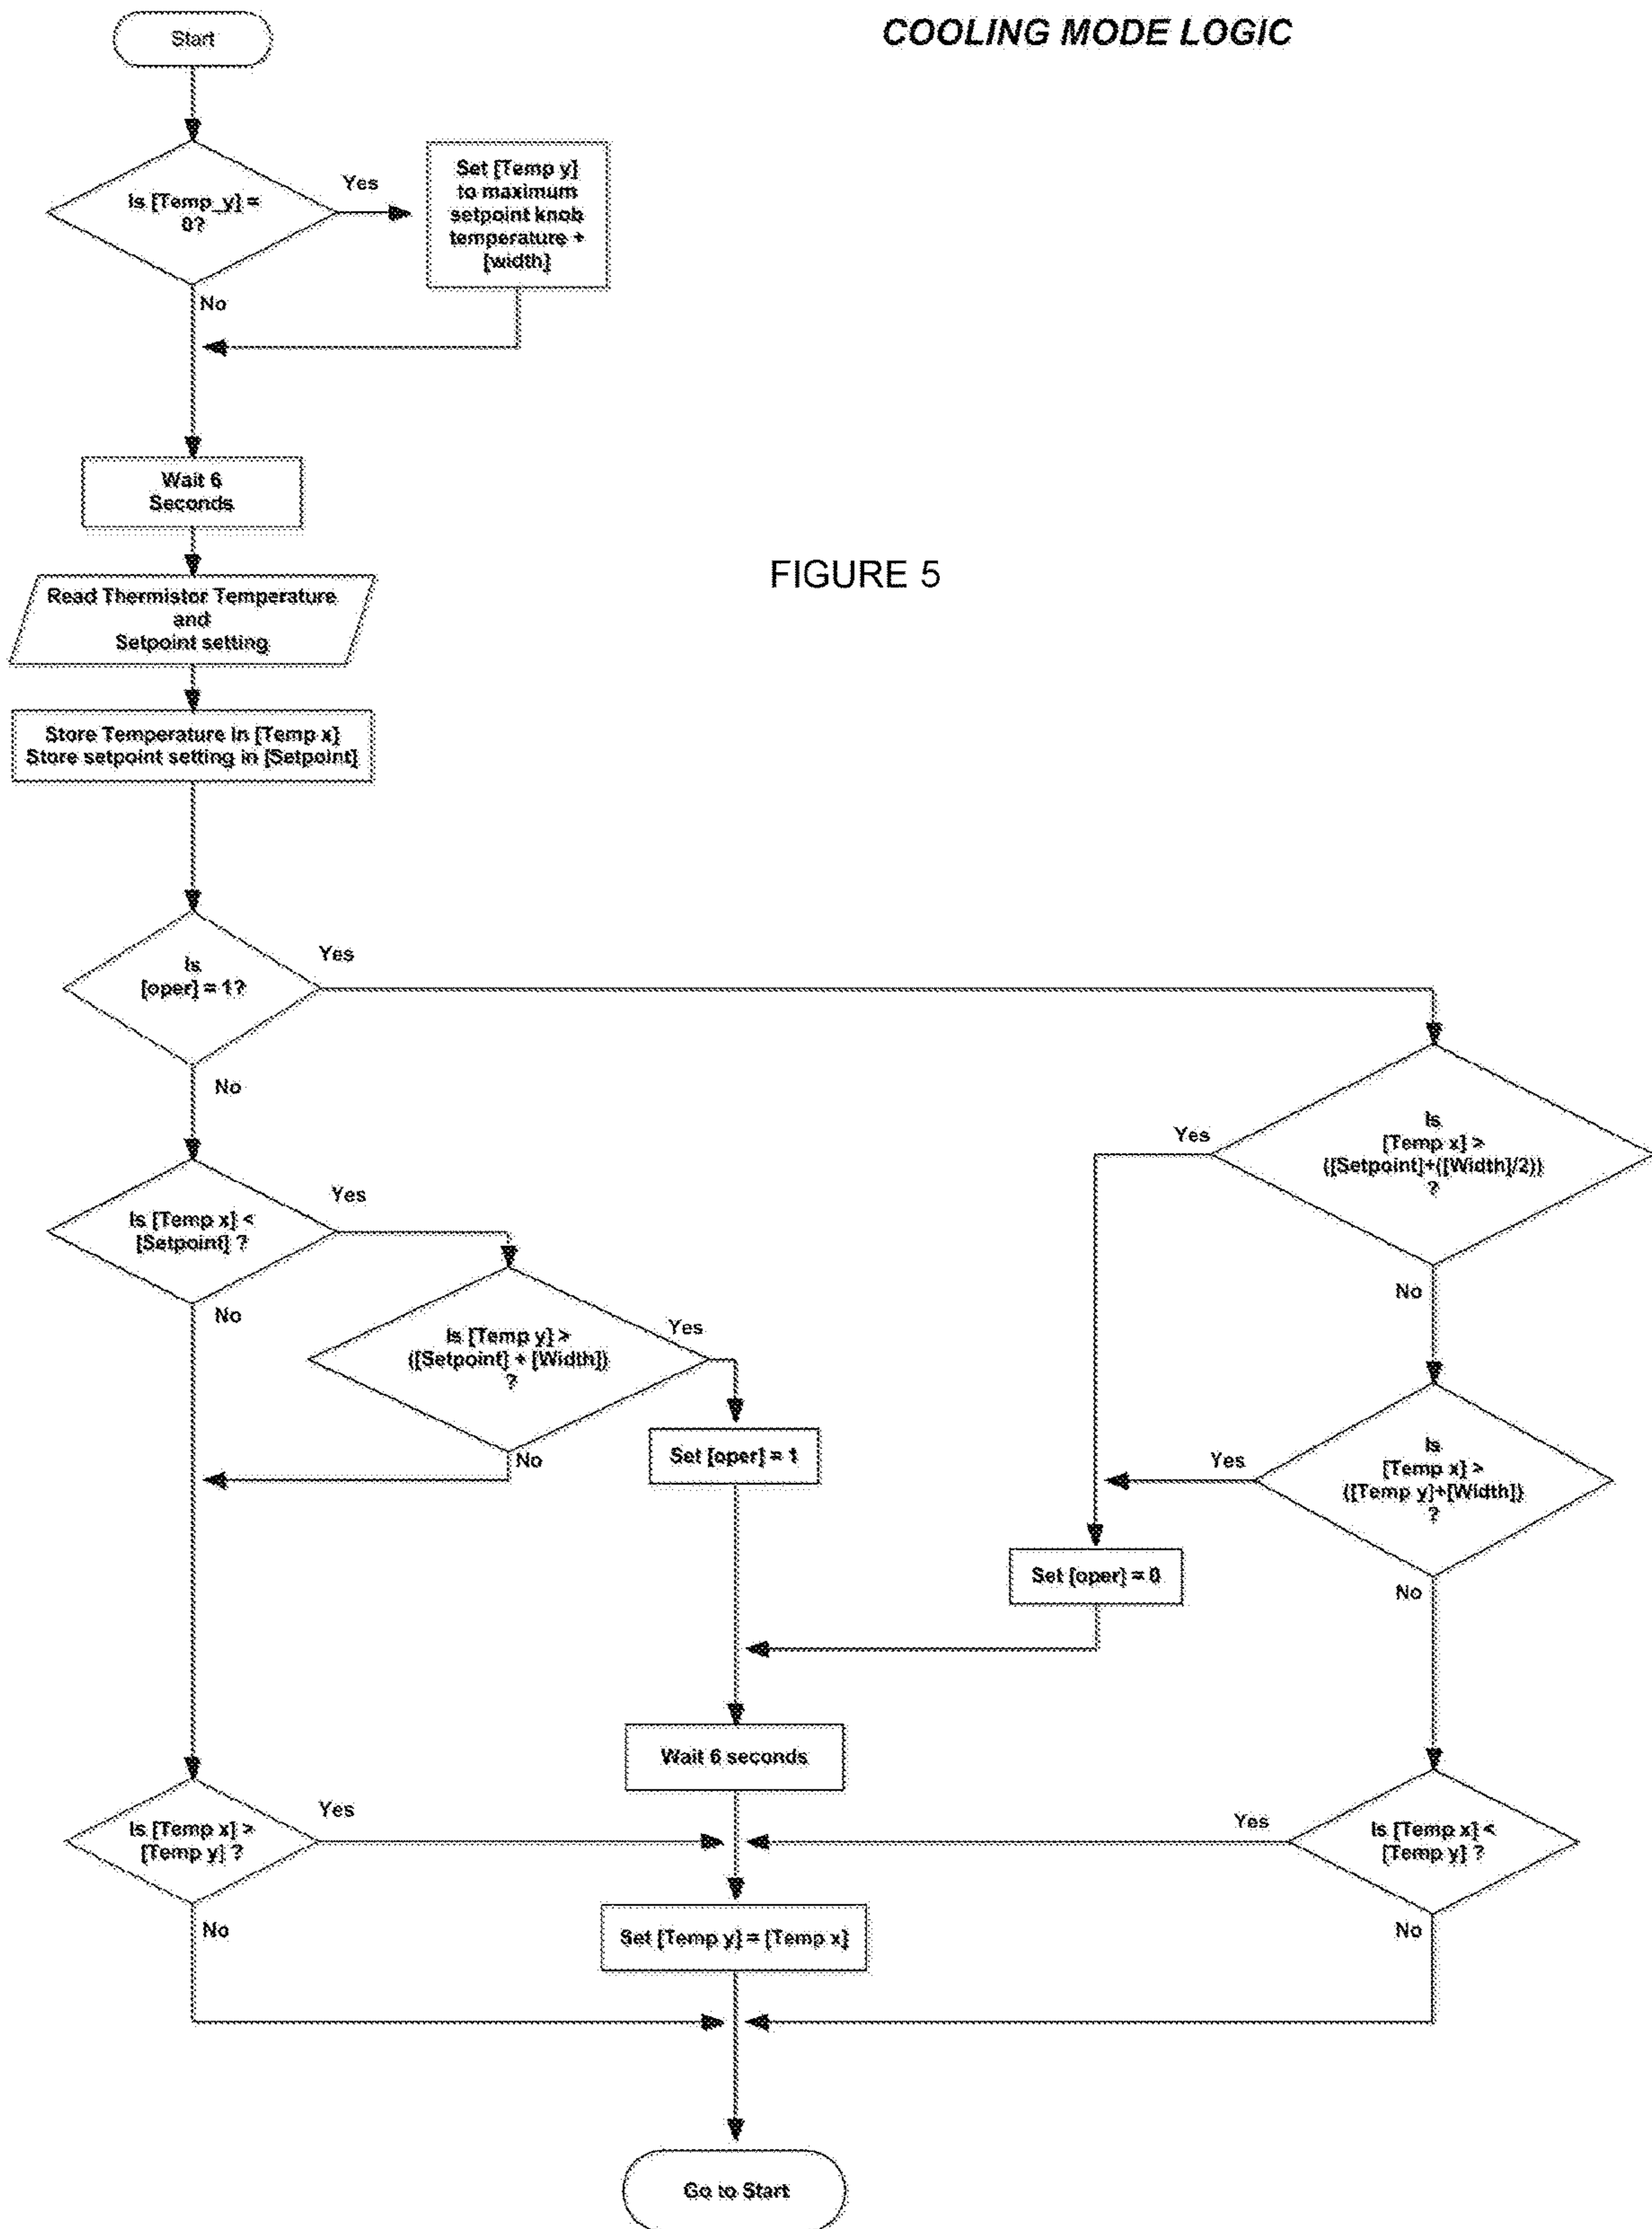 COOLING MODE LOGIC
Start
Is [Temp_y] =
0?
Yes
Set [Temp y]
to maximum
setpoint knob
temperature +
[width]
No
Wait 6
Seconds
FIGURE 5
Read Thermistor Temperature
and
Setpoint setting
Store Temperature in [Temp x]
Store setpoint setting in [Setpoint]
Is
[oper] = 1?
Yes
No
Is
[Temp x] >
([Setpoint]+([Width]/2))
?
Yes
No
Is [Temp x] <
[Setpoint] ?
Yes
No
Is [Temp y] >
([Setpoint] + [Width])
?
Yes
No
Set [oper] = 1
Is
[Temp x] >
([Temp y]+[Width])
?
Yes
No
Set [oper] = 0
Wait 6 seconds
Is [Temp x] >
[Temp y] ?
Yes
No
Is [Temp x] <
[Temp y] ?
Yes
No
Set [Temp y] = [Temp x]
Go to Start